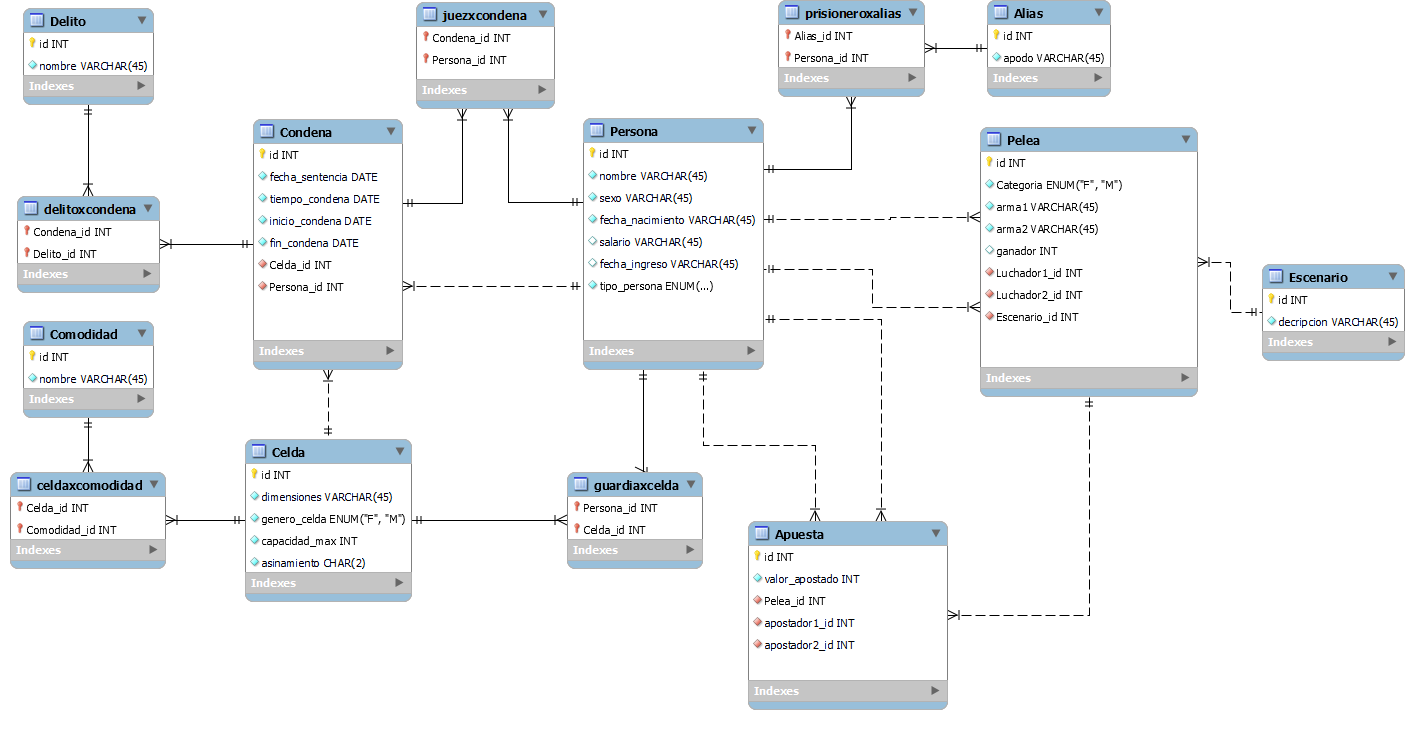 Delito
id INT
nombre VARCHAR(45)
Indexes
juezxcondena
Condena_id INT
Persona_id INT
Indexes
prisioneroxalias
Alias_id INT
Persona_id INT
Indexes
Alias
id INT
apodo VARCHAR(45)
Indexes
Condena
id INT
fecha_sentencia DATE
tiempo_condena DATE
inicio_condena DATE
fin_condena DATE
Celda_id INT
Persona_id INT
Indexes
Persona
id INT
nombre VARCHAR(45)
sexo VARCHAR(45)
fecha_nacimiento VARCHAR(45)
salario VARCHAR(45)
fecha_ingreso VARCHAR(45)
tipo_persona ENUM(...)
Indexes
Pelea
id INT
Categoria ENUM("F", "M")
arma1 VARCHAR(45)
arma2 VARCHAR(45)
ganador INT
Luchador1_id INT
Luchador2_id INT
Escenario_id INT
Indexes
delitoxcondena
Condena_id INT
Delito_id INT
Indexes
Escenario
id INT
decripcion VARCHAR(45)
Indexes
Comodidad
id INT
nombre VARCHAR(45)
Indexes
Celda
id INT
dimensiones VARCHAR(45)
genero_celda ENUM("F", "M")
capacidad_max INT
asinamiento CHAR(2)
Indexes
celdaxcomodidad
Celda_id INT
Comodidad_id INT
Indexes
guardiaxcelda
Persona_id INT
Celda_id INT
Indexes
Apuesta
id INT
valor_apostado INT
Pelea_id INT
apostador1_id INT
apostador2_id INT
Indexes